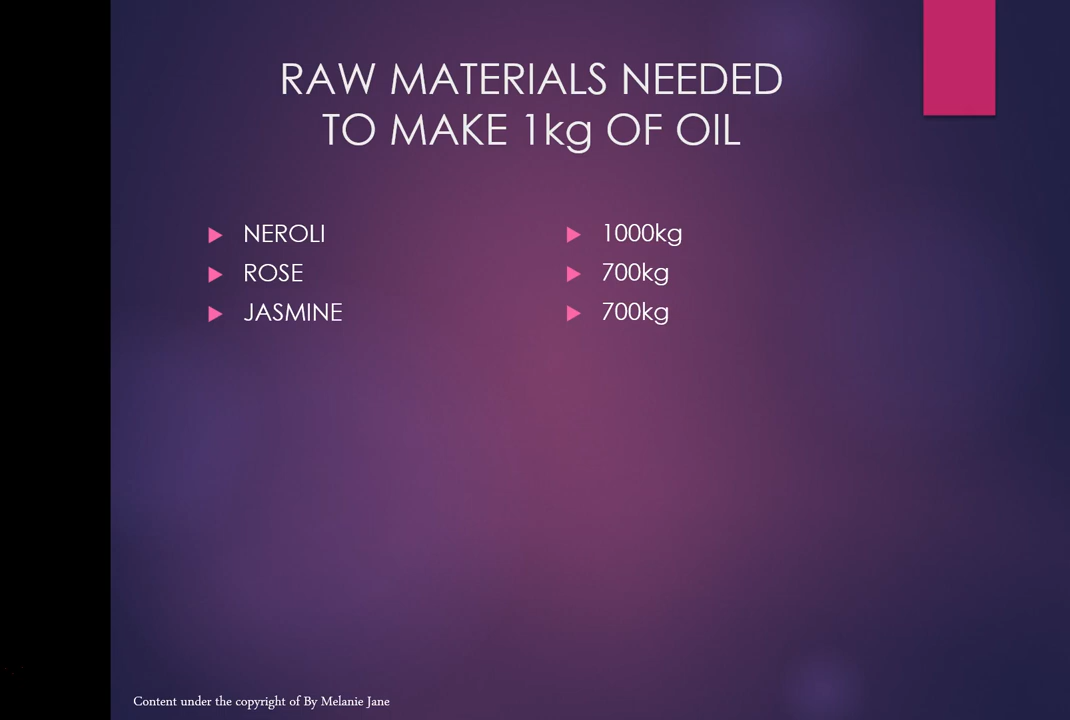 RAW MATERIALS NEEDED
TO MAKE 1kg OF OIL
NEROLI
1000kg
ROSE
700kg
JASMINE
700kg
Content under the copyright of By Melanie Jane